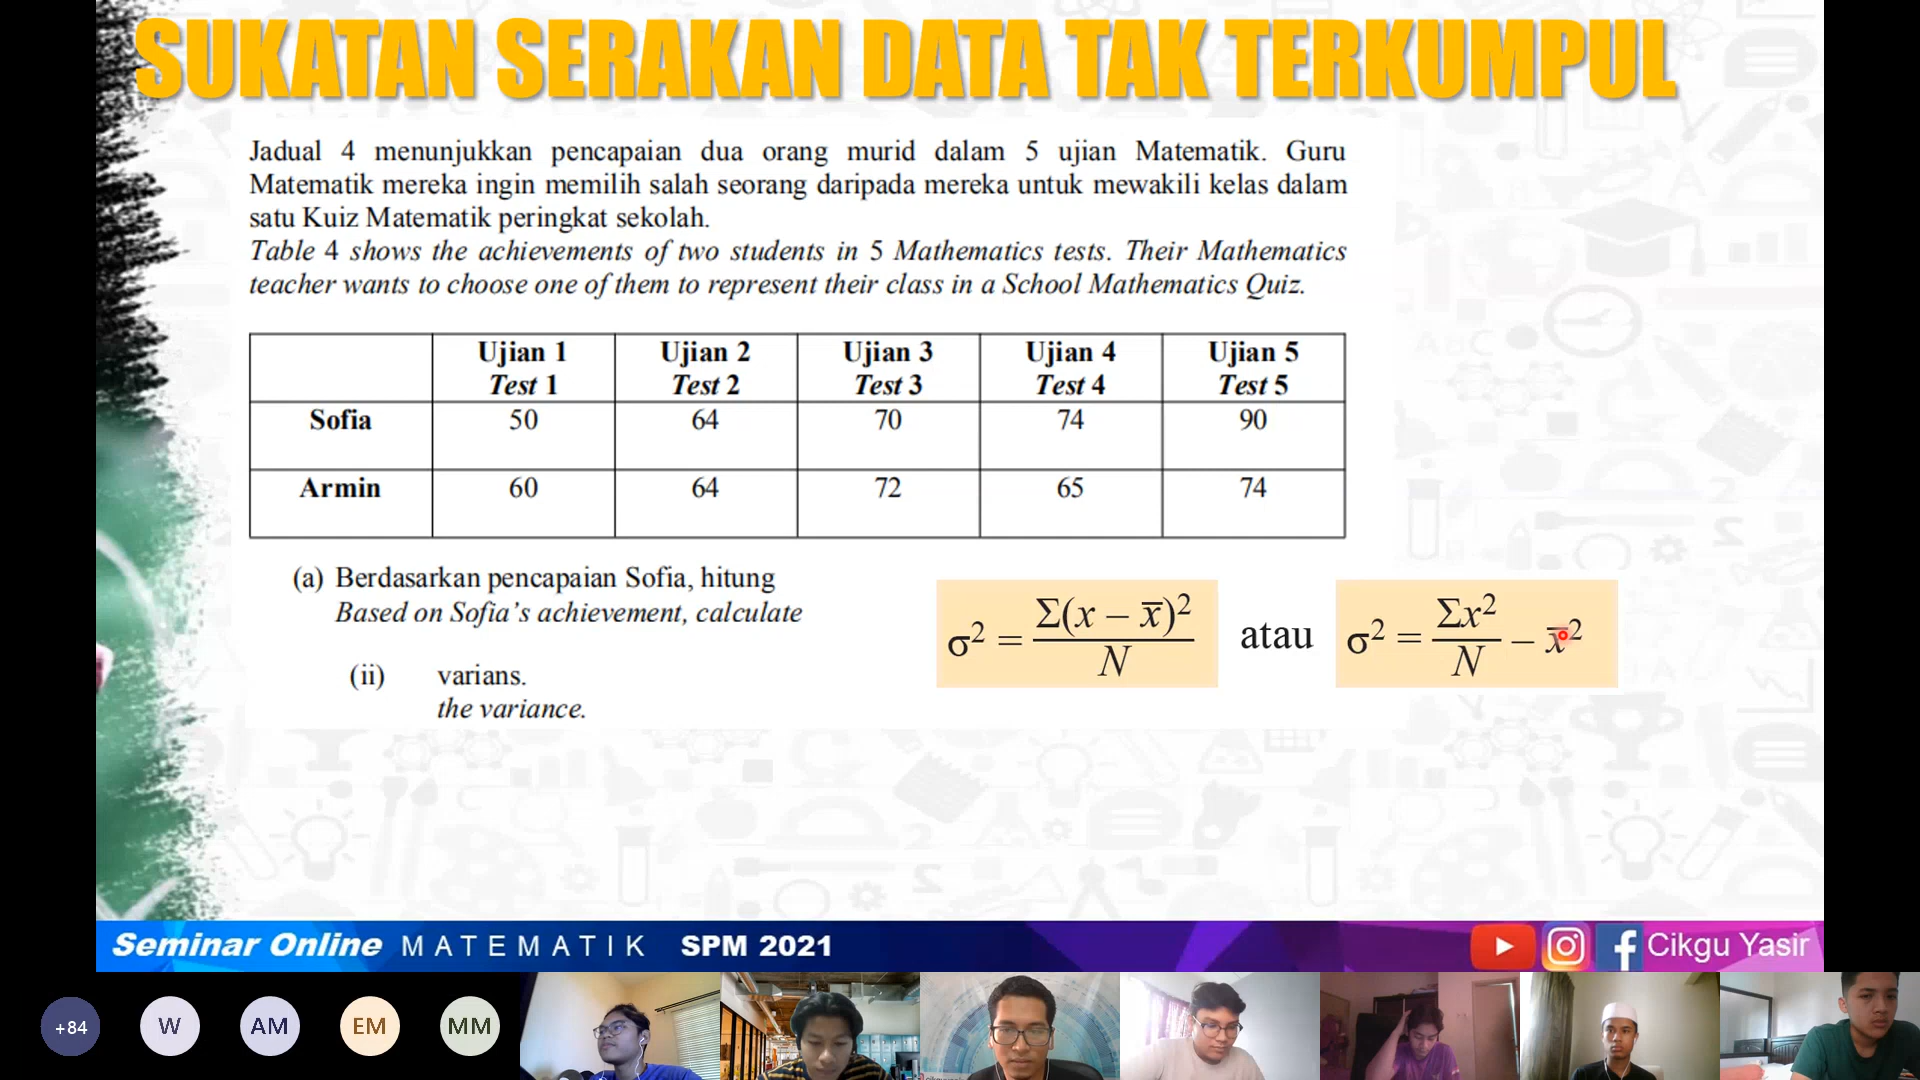 SUKATAN SERAKAN DATA TAK TERKUMPUL
Jadual 4 menunjukkan pencapaian dua orang murid dalam 5 ujian Matematik. Guru
Matematik mereka ingin memilih salah seorang daripada mereka untuk mewakili kelas dalam
satu Kuiz Matematik peringkat sekolah.
Table 4 shows the achievements of two students in 5 Mathematics tests. Their Mathematics
teacher wants to choose one of them to represent their class in a School Mathematics Quiz.
Ujian 1 Ujian 2 Ujian 3 Ujian 4 Ujian 5
Test 1 Test 2 Test 3 Test 4 Test 5
Sofia 50 64 70 74 90
Armin 60 64 72 65 74
(a) Berdasarkan pencapaian Sofia, hitung
Based on Sofia's achievement, calculate
(ii) varians.
the variance.
σ² = Σ(x – x̄)² / N atau σ² = Σx² / N – x̄²
Seminar Online MATEMATIK SPM 2021
Cikgu Yasir
+84 W AM EM MM